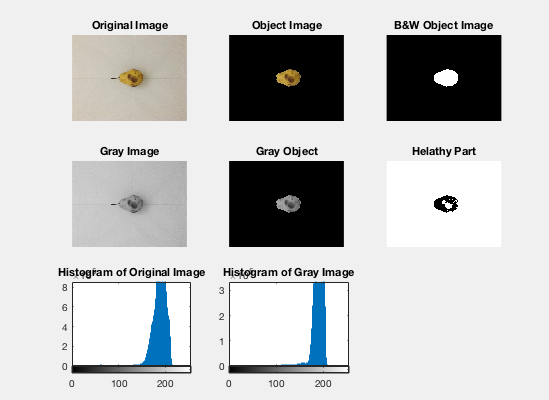 Original Image
Object Image
B&W Object Image
Gray Image
Gray Object
Helathy Part
Histogram of Original Image
Histogram of Gray Image
8
6
4
2
0
0 100 200
3
2
1
0
0 100 200